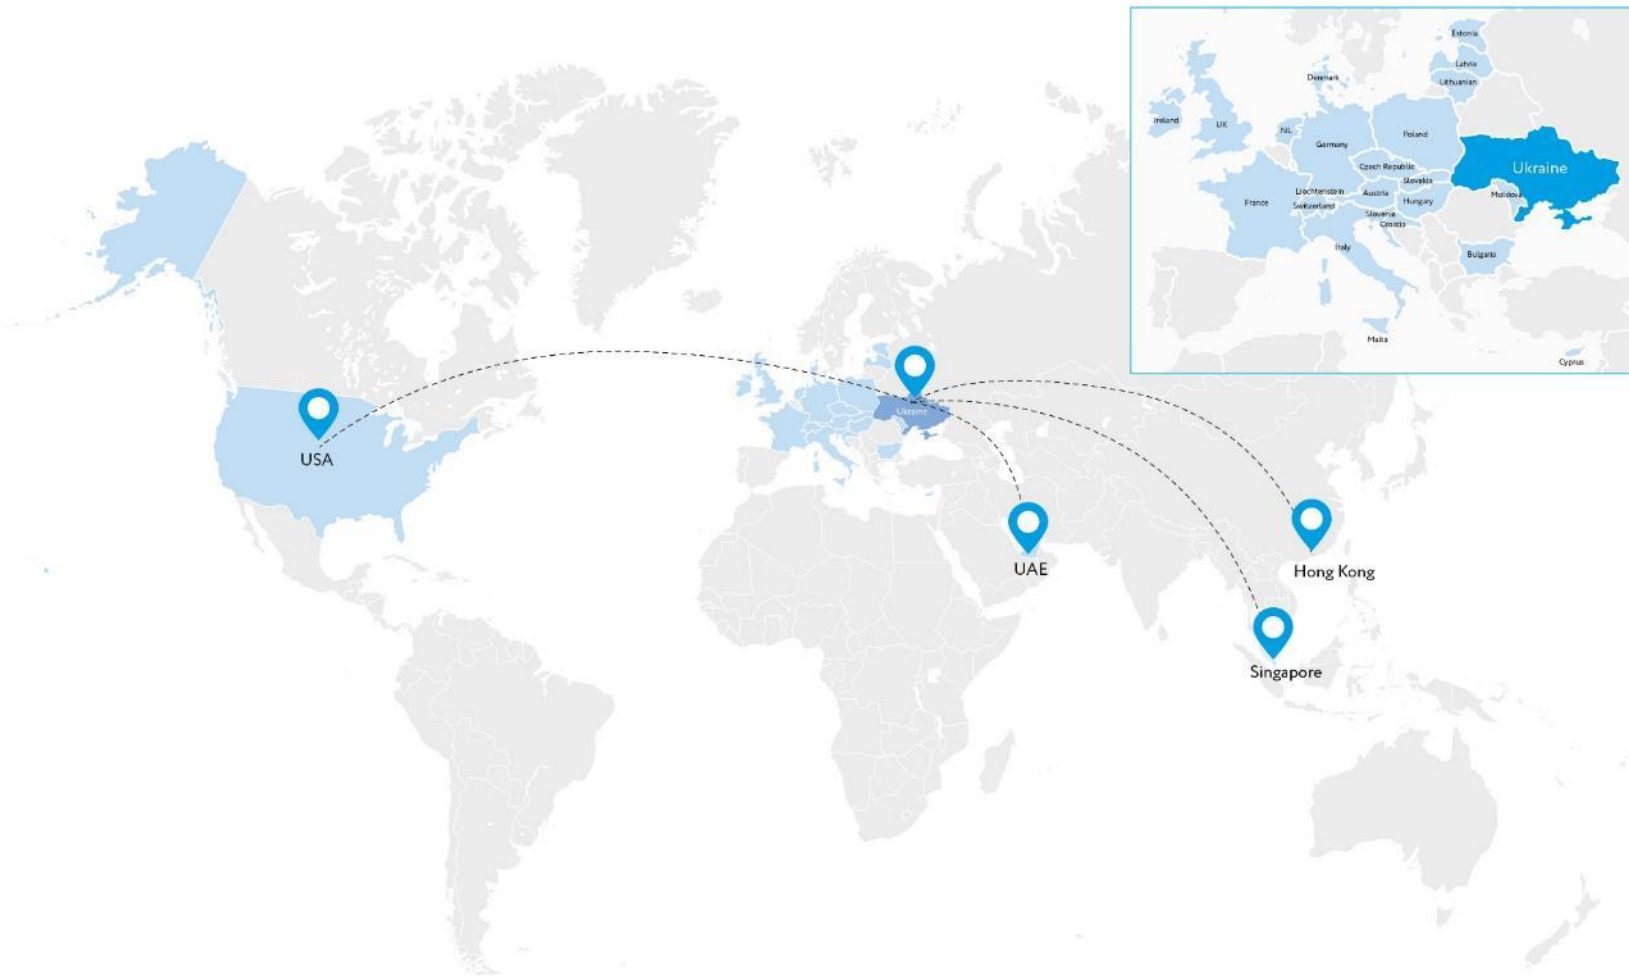 Estonia
Latvia
Lithuanian
Denmark
Ireland
UK
NL
Germany
Poland
Czech Republic
Slovakia
Ukraine
Liechtenstein
Austria
Moldova
France
Switzerland
Hungary
Slovenia
Croatia
Italy
Bulgaria
Malta
Cyprus
Ukraine
USA
UAE
Hong Kong
Singapore